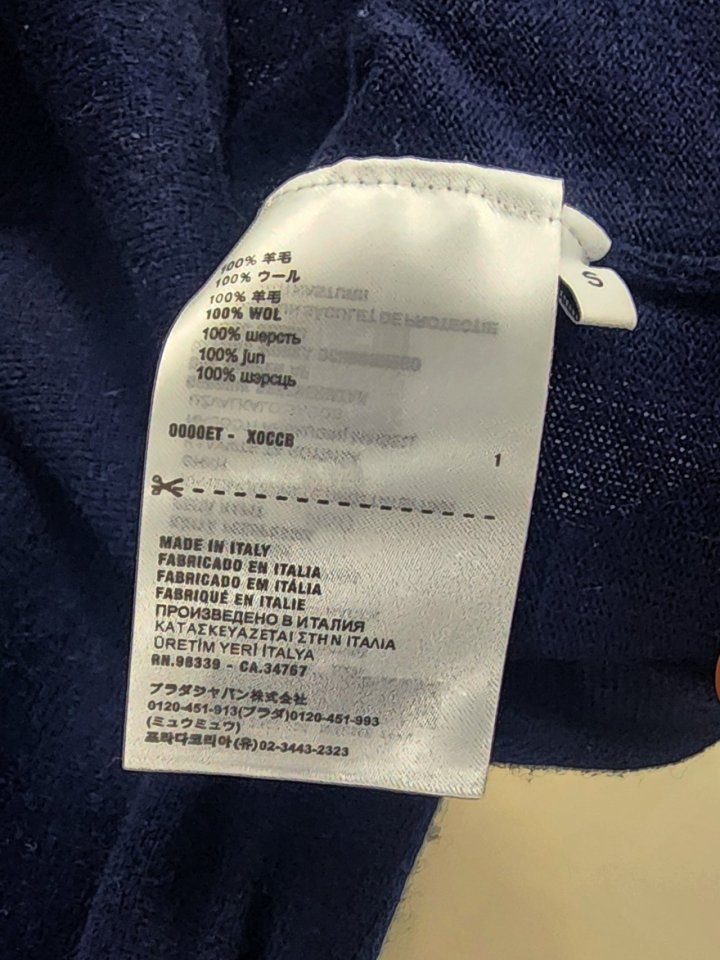 100% 羊毛
100% ウール
100% 羊毛
100% WOL
100% шерсть
100% jun
100% шэрсць
S
0000ET - X0CCB
1
MADE IN ITALY
FABRICADO EN ITALIA
FABRICADO EM ITÁLIA
FABRIQUÉ EN ITALIE
ПРОИЗВЕДЕНО В ИТАЛИЯ
ΚΑΤΑΣΚΕΥΑΖΕΤΑΙ ΣΤΗΝ ΙΤΑΛΙΑ
ÜRETİM YERİ İTALYA
RN.98339 - CA.34767
プラダジャパン株式会社
0120-451-913(プラダ)0120-451-993
(ミュウミュウ)
프라다코리아(유)02-3443-2323